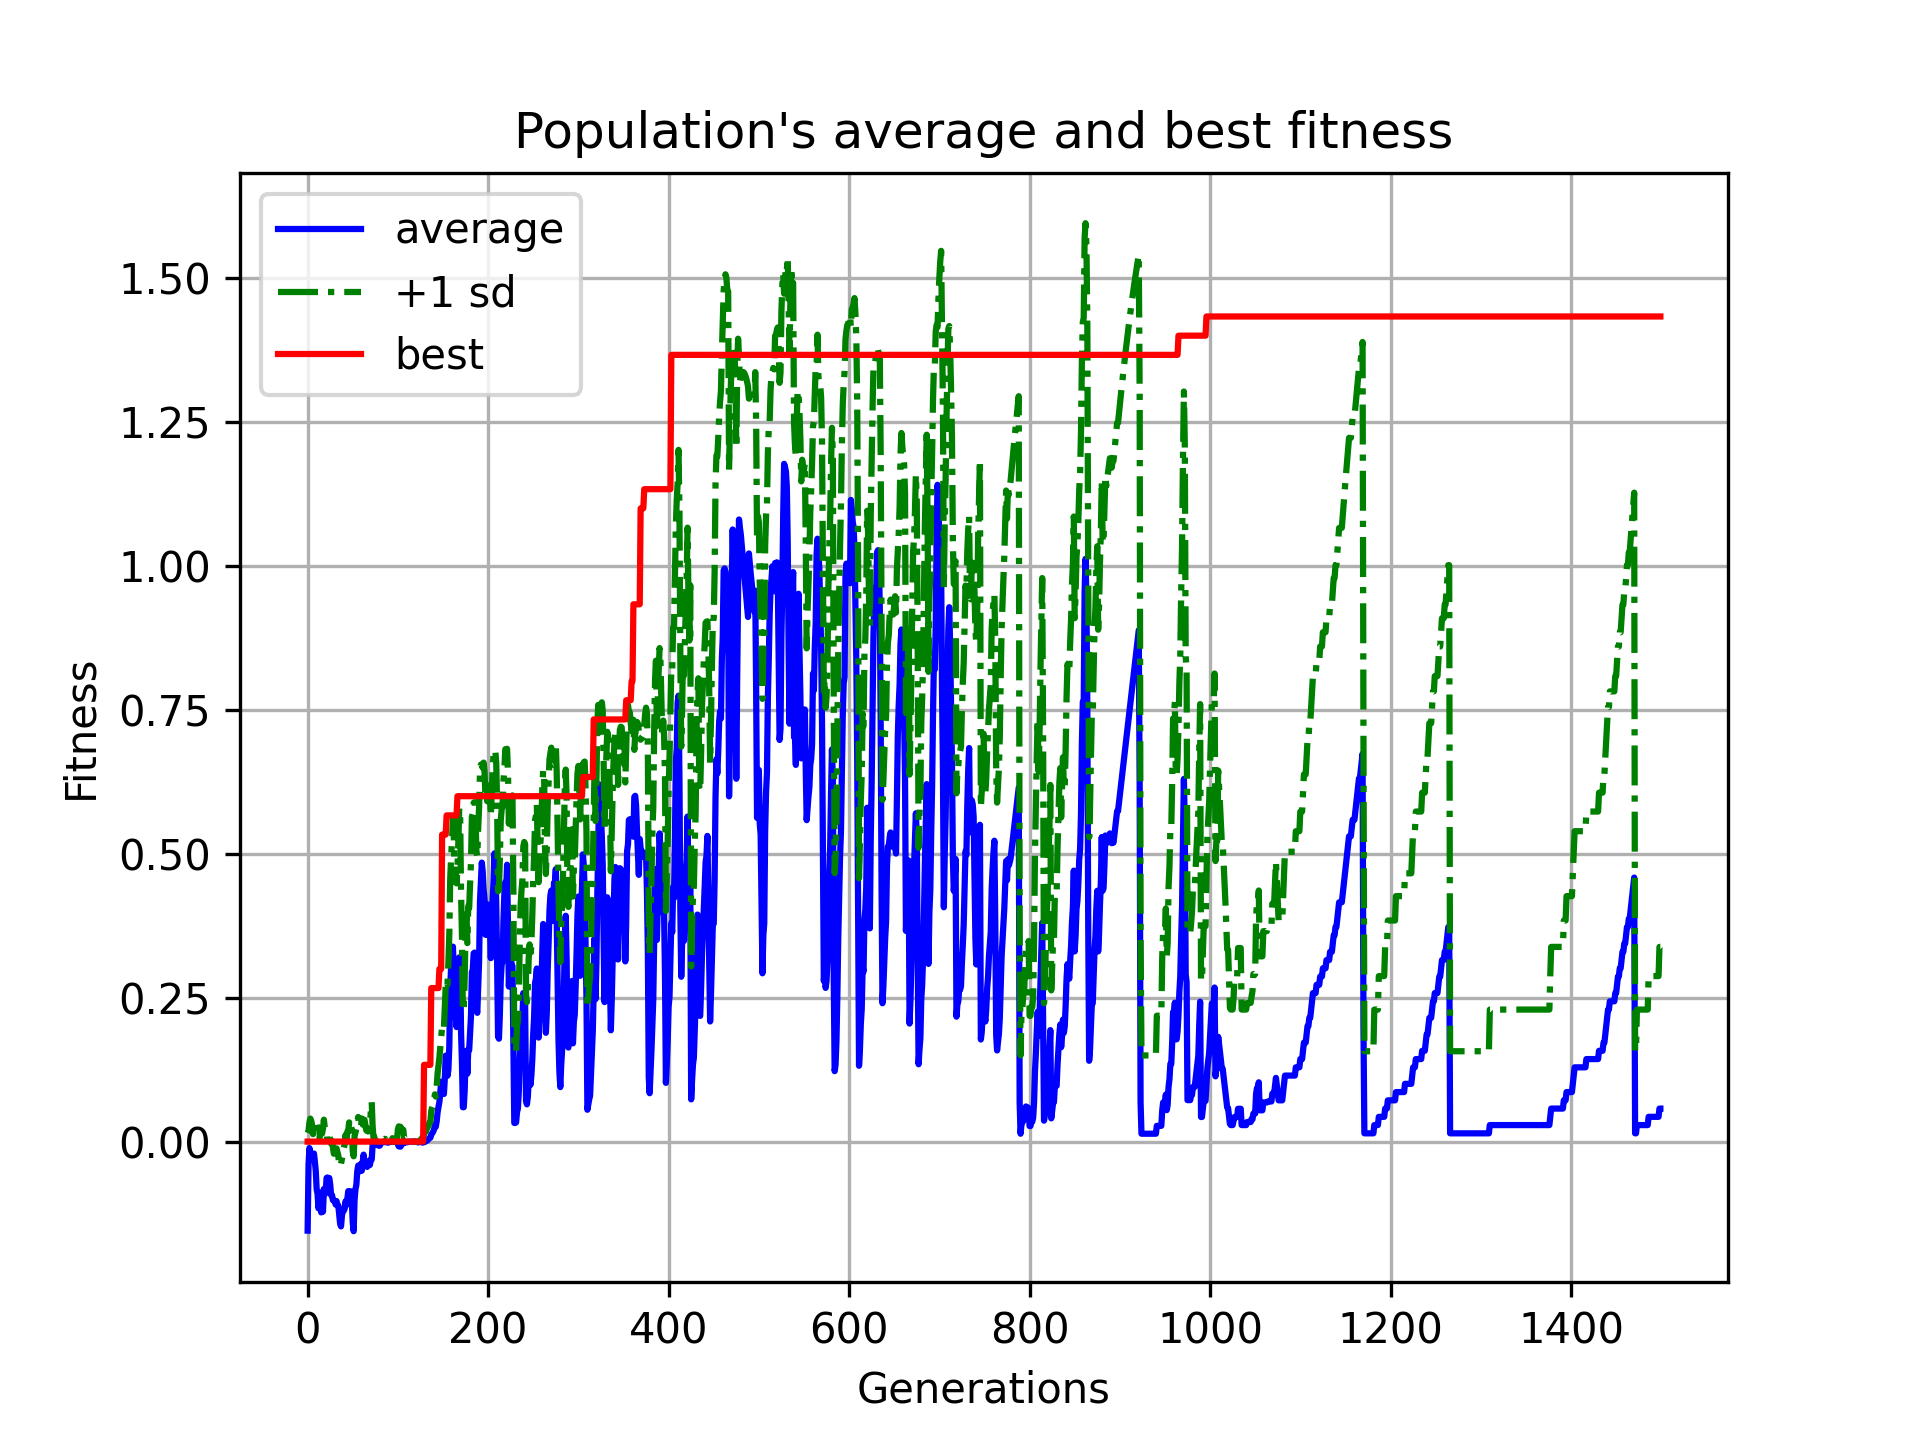 Population's average and best fitness
average
+1 sd
best
Fitness
1.50
1.25
1.00
0.75
0.50
0.25
0.00
0 200 400 600 800 1000 1200 1400
Generations